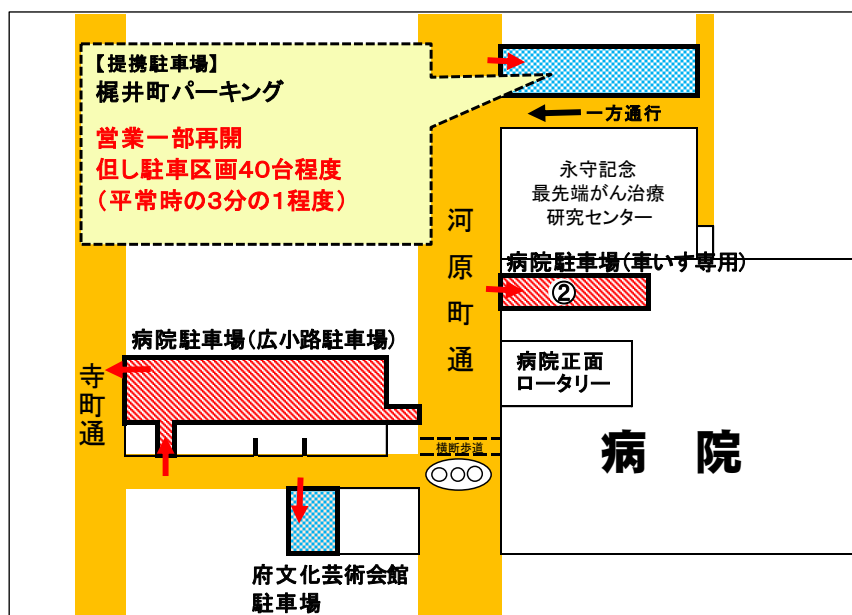 【提携駐車場】
梶井町パーキング
営業一部再開
但し駐車区画40台程度
（平常時の3分の1程度）
一方通行
永守記念
最先端がん治療
研究センター
河原町通
病院駐車場（車いす専用）
②
病院駐車場（広小路駐車場）
寺町通
病院正面
ロータリー
横断歩道
病 院
府文化芸術会館
駐車場